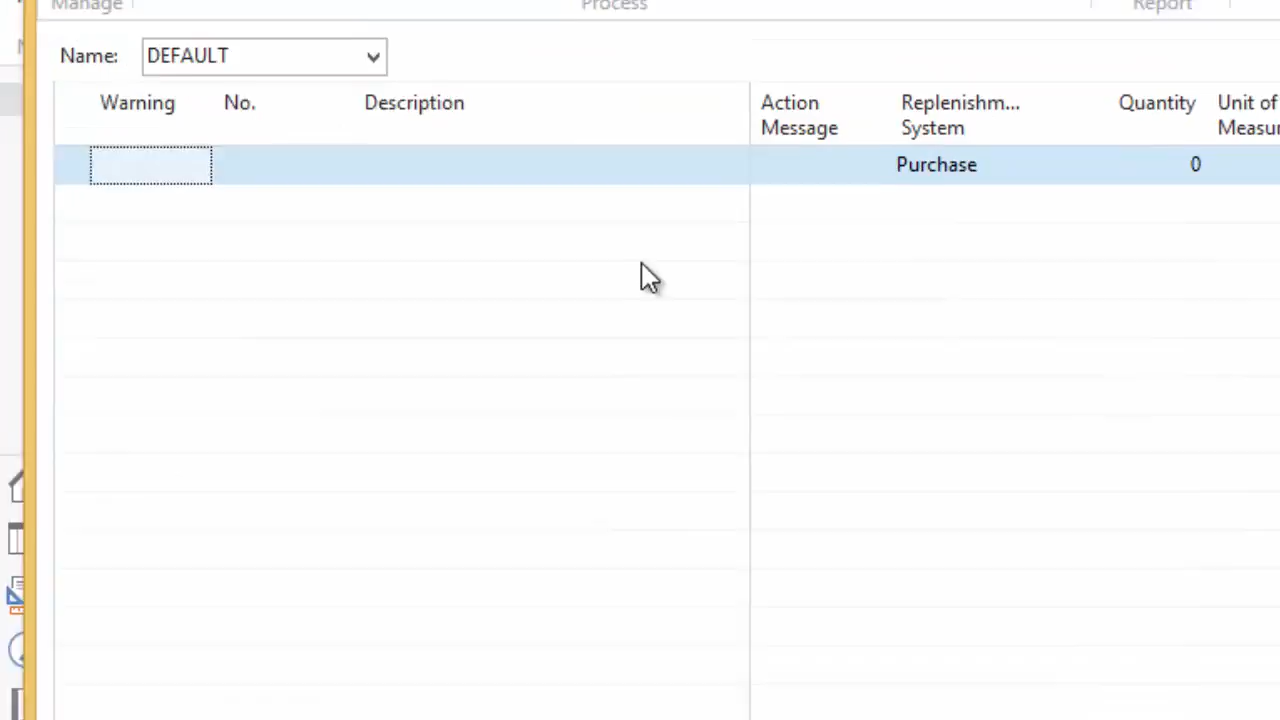 Manage
Process
Report
Name:
DEFAULT
Warning
No.
Description
Action
Message
Replenishm...
System
Quantity
Unit of
Measur
Purchase
0